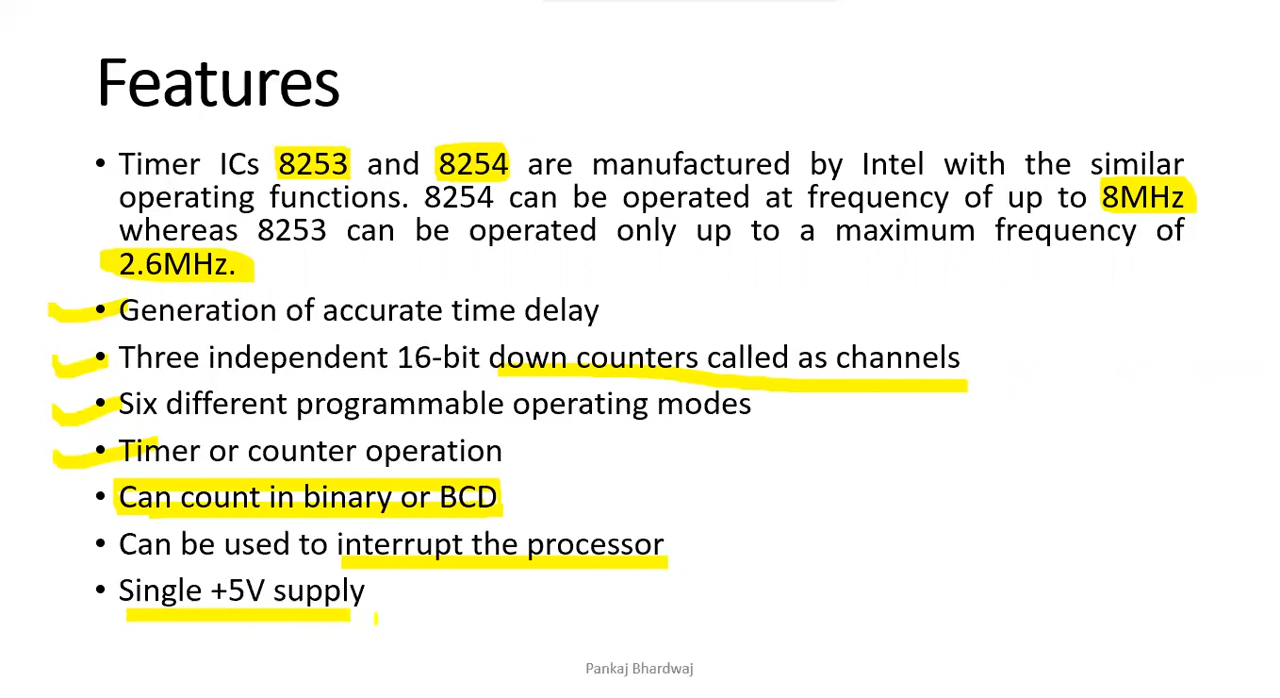 Features
• Timer ICs 8253 and 8254 are manufactured by Intel with the similar
operating functions. 8254 can be operated at frequency of up to 8MHz
whereas 8253 can be operated only up to a maximum frequency of
2.6MHz.
• Generation of accurate time delay
• Three independent 16-bit down counters called as channels
• Six different programmable operating modes
• Timer or counter operation
• Can count in binary or BCD
• Can be used to interrupt the processor
• Single +5V supply
Pankaj Bhardwaj